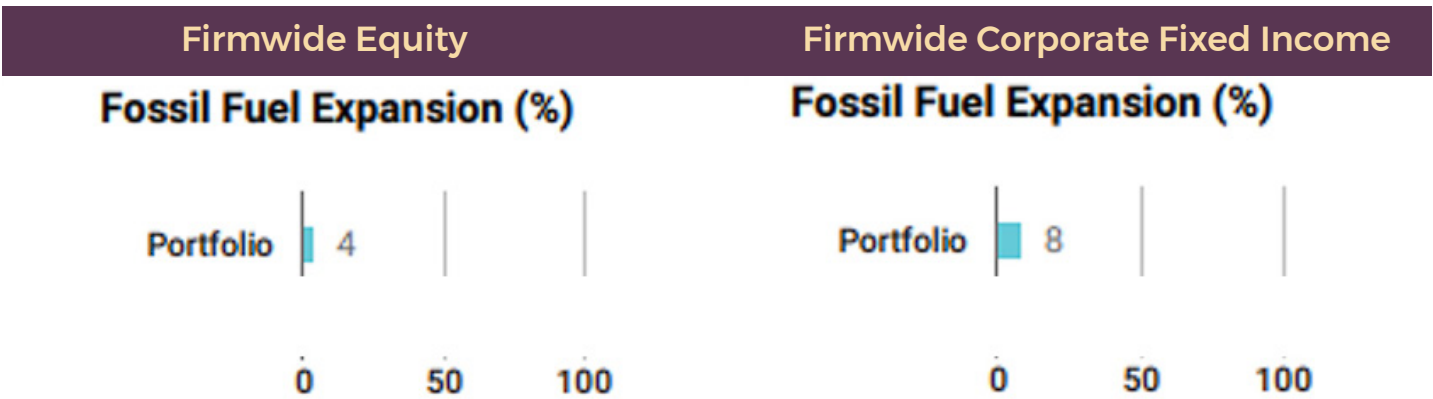 Firmwide Equity
Firmwide Corporate Fixed Income
Fossil Fuel Expansion (%)
Fossil Fuel Expansion (%)
Portfolio 4
Portfolio 8
0 50 100
0 50 100